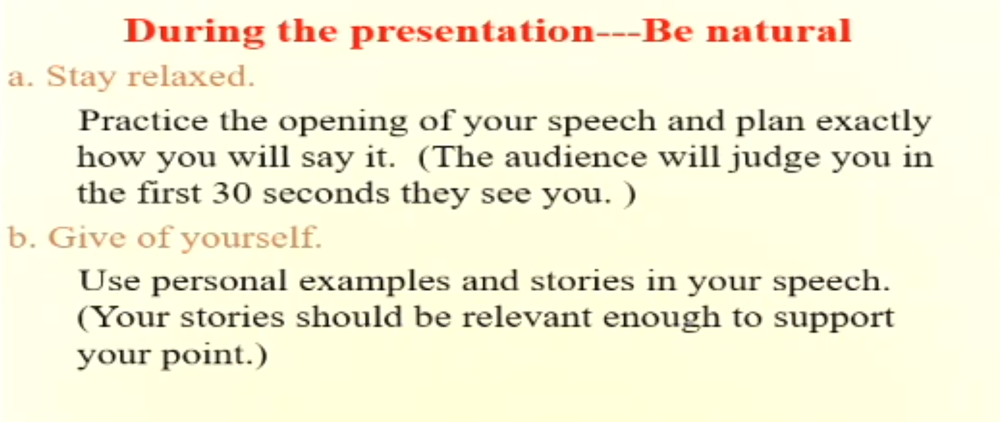 During the presentation---Be natural
a. Stay relaxed.
Practice the opening of your speech and plan exactly
how you will say it.  (The audience will judge you in
the first 30 seconds they see you. )
b. Give of yourself.
Use personal examples and stories in your speech.
(Your stories should be relevant enough to support
your point.)